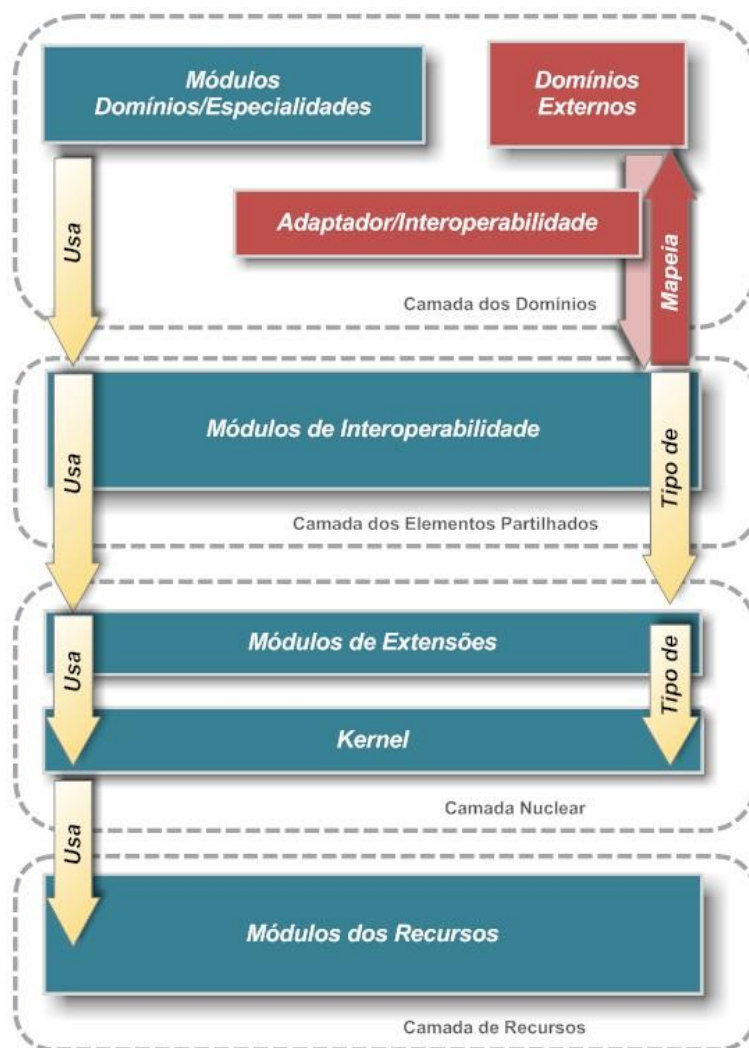 Módulos
Domínios/Especialidades
Domínios
Externos
Usa
Adaptador/Interoperabilidade
Mapeia
Camada dos Domínios
Usa
Módulos de Interoperabilidade
Tipo de
Camada dos Elementos Partilhados
Usa
Módulos de Extensões
Tipo de
Kernel
Camada Nuclear
Usa
Módulos dos Recursos
Camada de Recursos